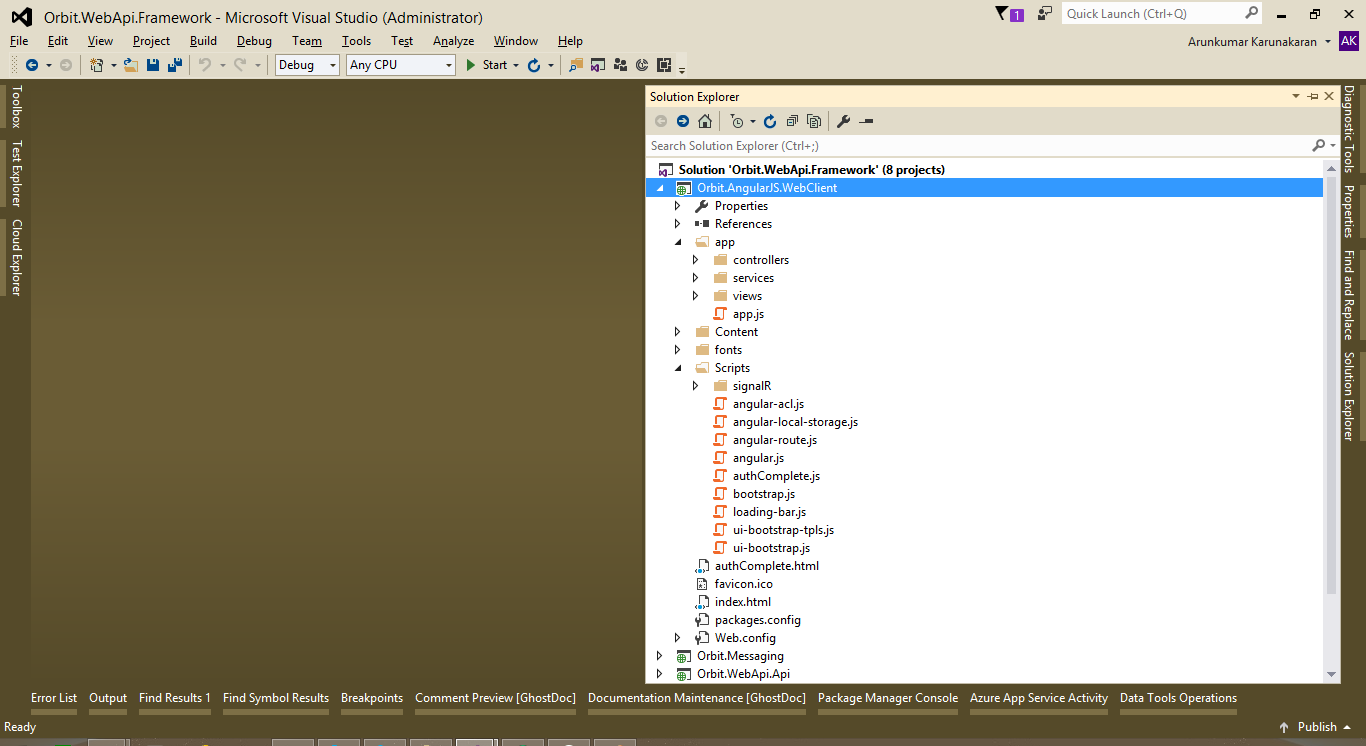 Orbit.WebApi.Framework - Microsoft Visual Studio (Administrator)
1
Quick Launch (Ctrl+Q)
File Edit View Project Build Debug Team Tools Test Analyze Window Help
Arunkumar Karunakaran AK
Debug Any CPU Start
Toolbox
Test Explorer
Cloud Explorer
Solution Explorer
Search Solution Explorer (Ctrl+;)
Solution 'Orbit.WebApi.Framework' (8 projects)
Orbit.AngularJS.WebClient
Properties
References
app
controllers
services
views
app.js
Content
fonts
Scripts
signalR
angular-acl.js
angular-local-storage.js
angular-route.js
angular.js
authComplete.js
bootstrap.js
loading-bar.js
ui-bootstrap-tpls.js
ui-bootstrap.js
authComplete.html
favicon.ico
index.html
packages.config
Web.config
Orbit.Messaging
Orbit.WebApi.Api
Diagnostic Tools
Properties
Find and Replace
Solution Explorer
Error List Output Find Results 1 Find Symbol Results Breakpoints Comment Preview [GhostDoc] Documentation Maintenance [GhostDoc] Package Manager Console Azure App Service Activity Data Tools Operations
Ready
Publish